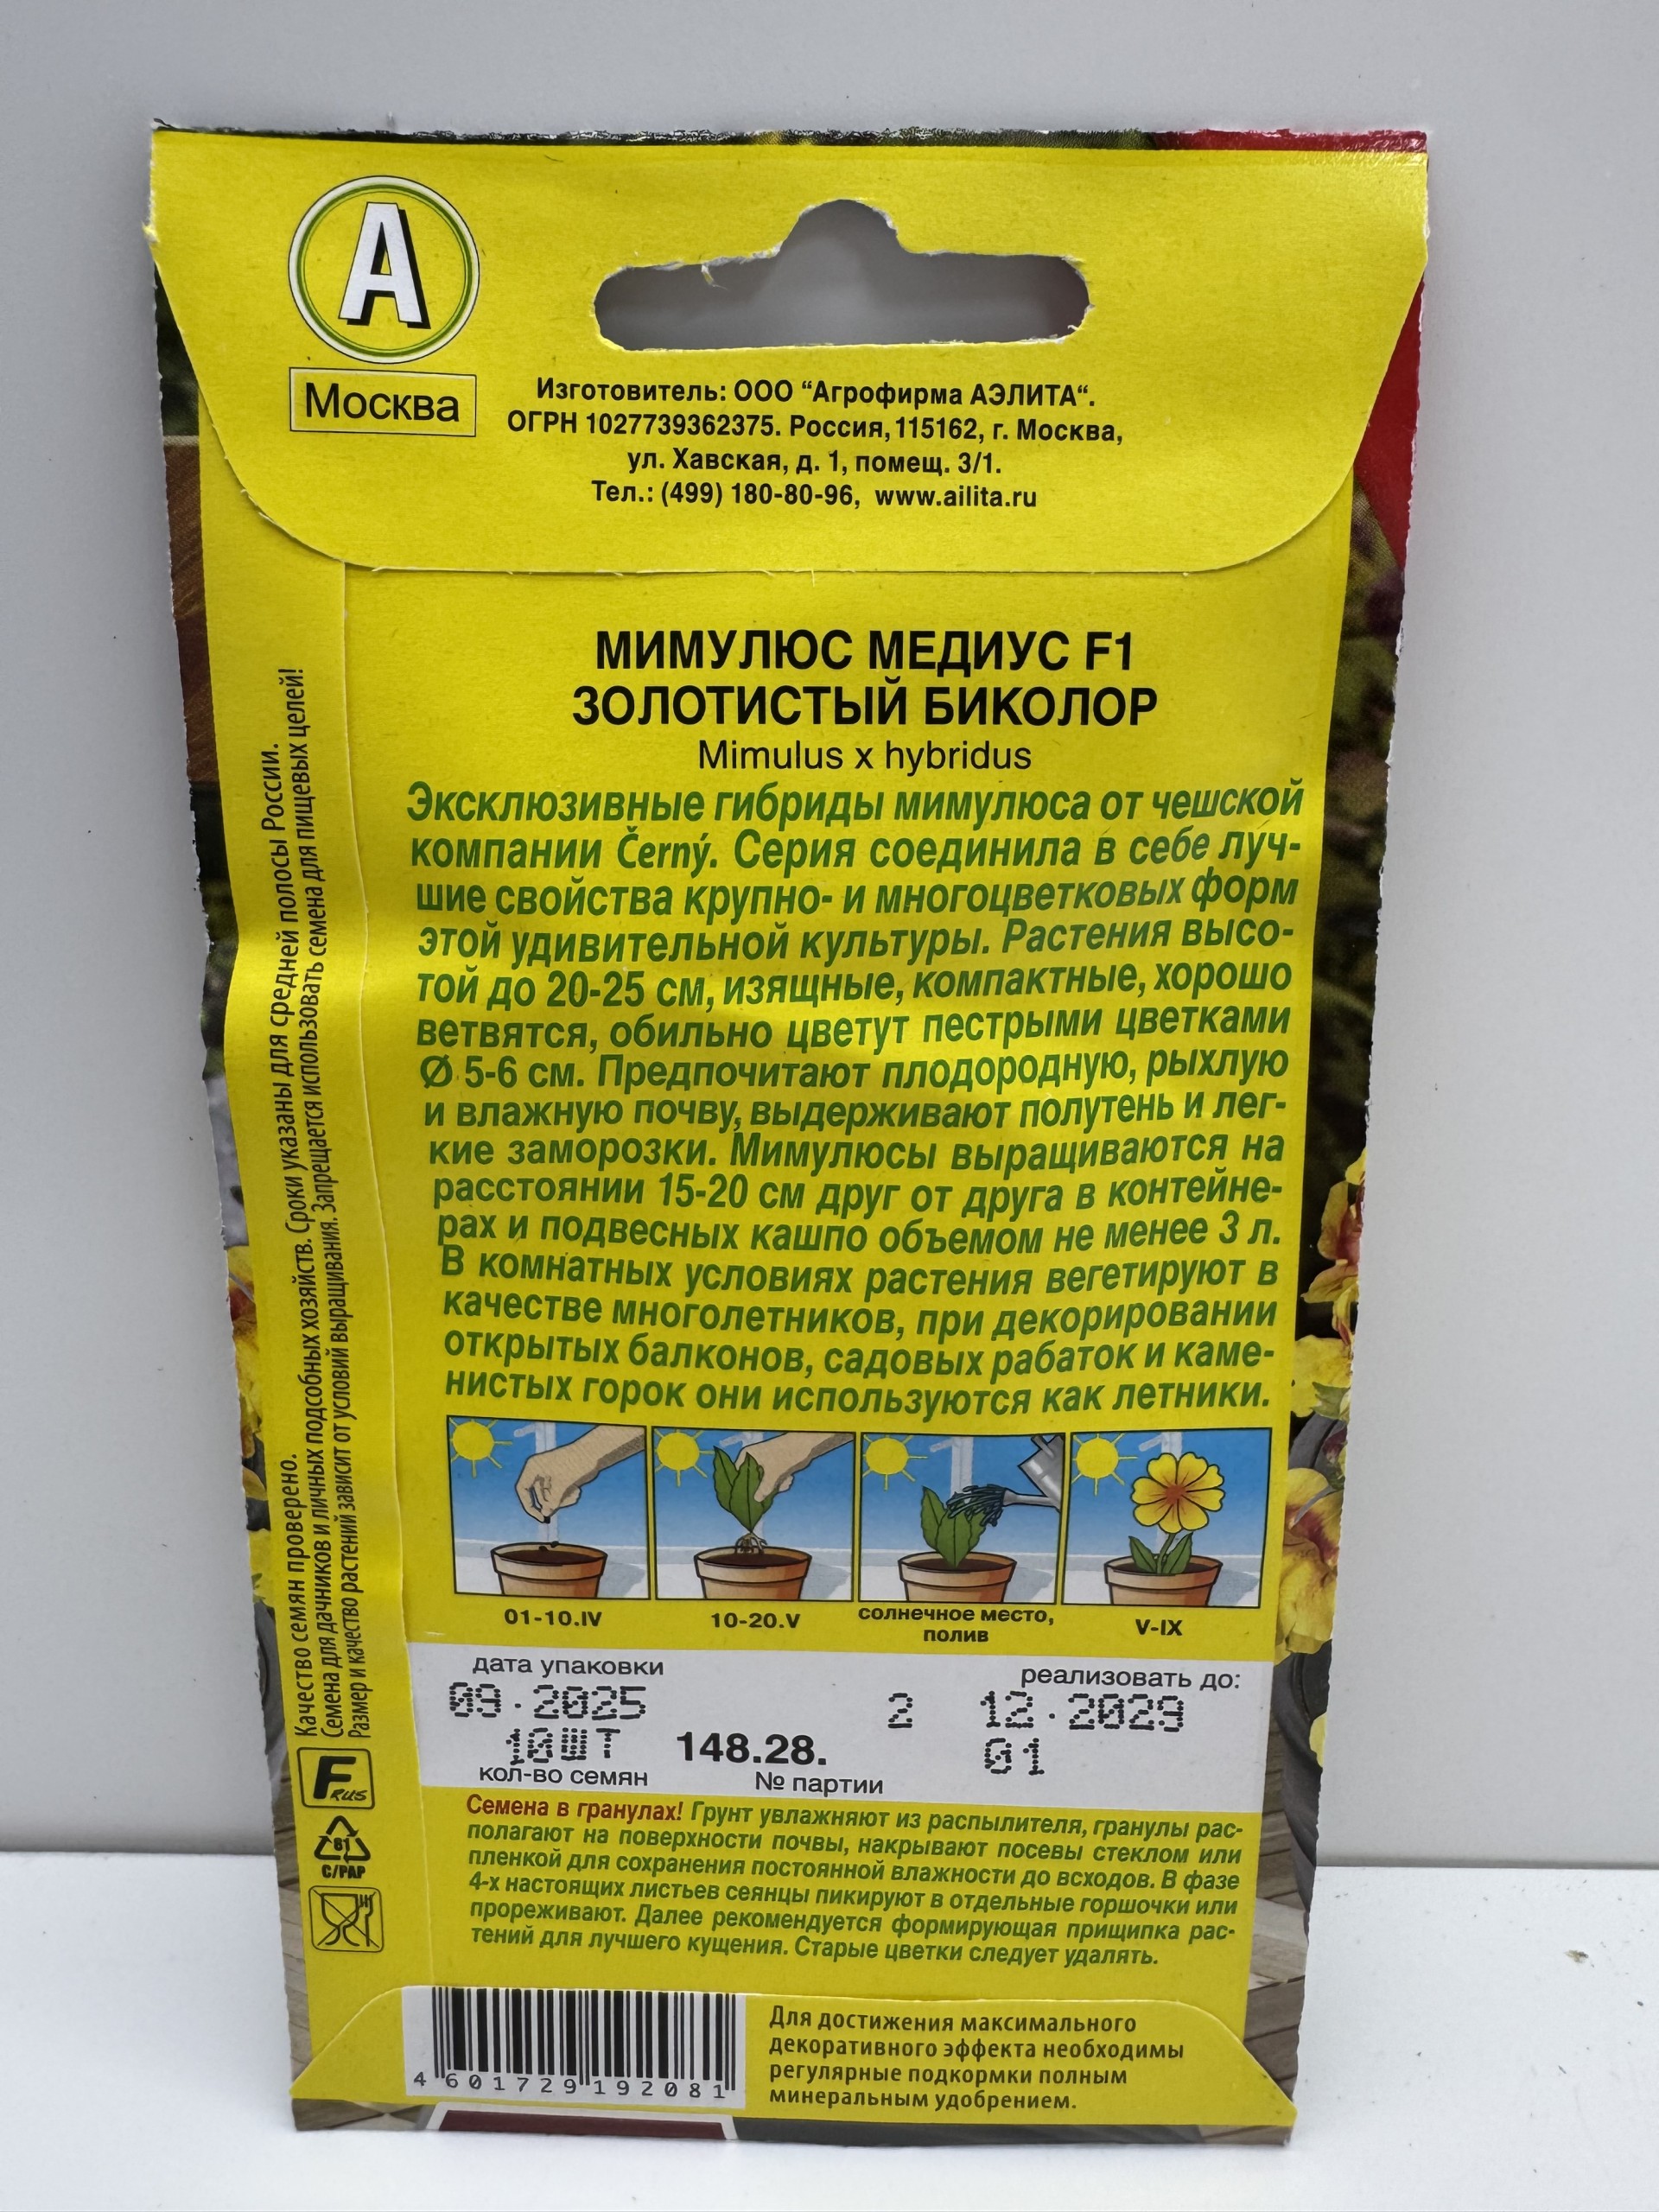 А
Москва
Изготовитель: ООО “Агрофирма АЭЛИТА“.
ОГРН 1027739362375. Россия, 115162, г. Москва,
ул. Хавская, д. 1, помещ. 3/1.
Тел.: (499) 180-80-96, www.ailita.ru
МИМУЛЮС МЕДИУС F1
ЗОЛОТИСТЫЙ БИКОЛОР
Mimulus x hybridus
Эксклюзивные гибриды мимулюса от чешской
компании Černý. Серия соединила в себе луч-
шие свойства крупно- и многоцветковых форм
этой удивительной культуры. Растения высо-
той до 20-25 см, изящные, компактные, хорошо
ветвятся, обильно цветут пестрыми цветками
Ø 5-6 см. Предпочитают плодородную, рыхлую
и влажную почву, выдерживают полутень и лег-
кие заморозки. Мимулюсы выращиваются на
расстоянии 15-20 см друг от друга в контейне-
рах и подвесных кашпо объемом не менее 3 л.
В комнатных условиях растения вегетируют в
качестве многолетников, при декорировании
открытых балконов, садовых рабаток и каме-
нистых горок они используются как летники.
01-10.IV
10-20.V
солнечное место,
полив
V-IX
дата упаковки
реализовать до:
09.2025
2
12.2029
10ШТ
148.28.
01
кол-во семян
№ партии
Семена в гранулах! Грунт увлажняют из распылителя, гранулы рас-
полагают на поверхности почвы, накрывают посевы стеклом или
пленкой для сохранения постоянной влажности до всходов. В фазе
4-х настоящих листьев сеянцы пикируют в отдельные горшочки или
прореживают. Далее рекомендуется формирующая прищипка рас-
тений для лучшего кущения. Старые цветки следует удалять.
Качество семян проверено.
Семена для дачников и личных подсобных хозяйств. Сроки указаны для средней полосы России.
Размер и качество растений зависит от условий выращивания. Запрещается использовать семена для пищевых целей!
F RUS
81
C/PAP
4 601729 192081
Для достижения максимального
декоративного эффекта необходимы
регулярные подкормки полным
минеральным удобрением.